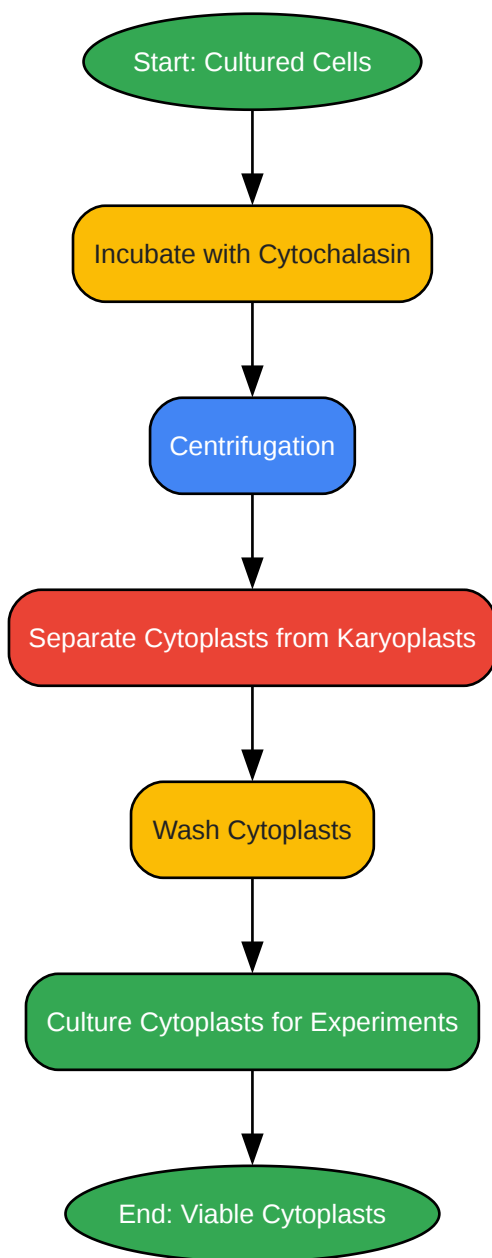 Start: Cultured Cells
Incubate with Cytochalasin
Centrifugation
Separate Cytoplasts from Karyoplasts
Wash Cytoplasts
Culture Cytoplasts for Experiments
End: Viable Cytoplasts